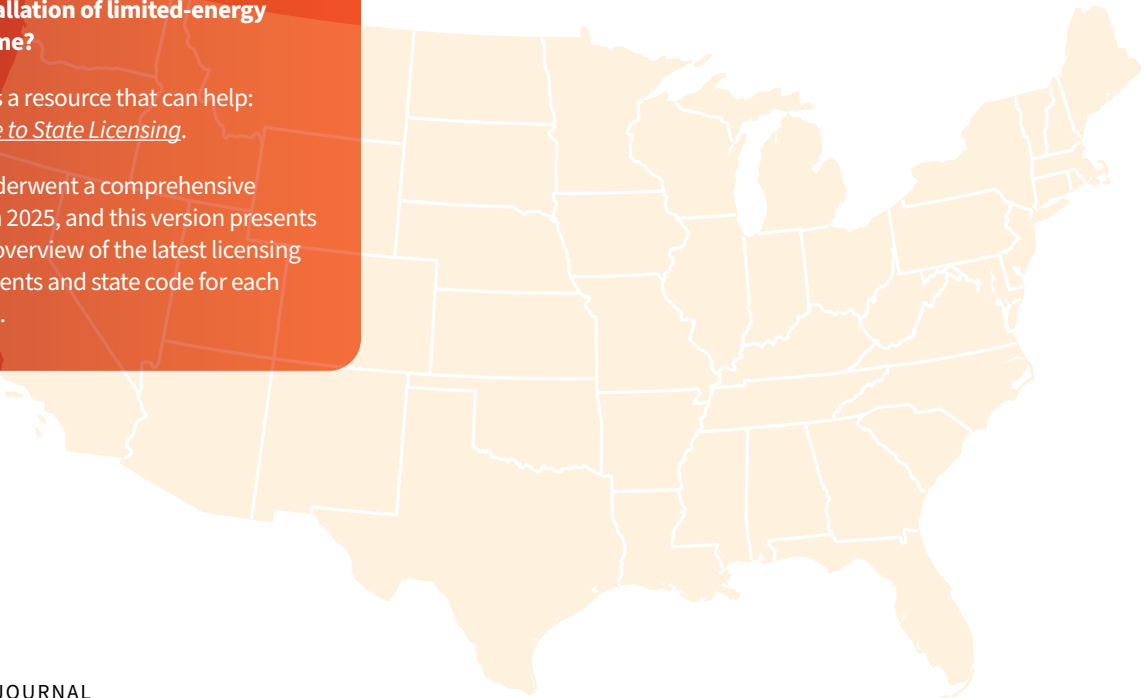 allation of limited-energy
me?
s a resource that can help:
e to State Licensing.
derwent a comprehensive
n 2025, and this version presents
overview of the latest licensing
ents and state code for each
.
JOURNAL